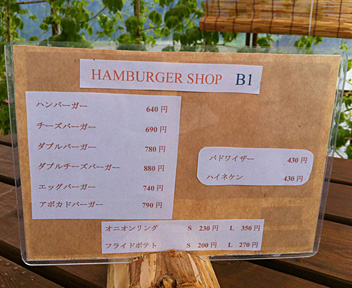 HAMBURGER SHOP B1
ハンバーガー 640 円
チーズバーガー 690 円
ダブルバーガー 780 円
ダブルチーズバーガー 880 円
エッグバーガー 740 円
アボカドバーガー 790 円
バドワイザー 430 円
ハイネケン 430 円
オニオンリング S 230 円 L 350 円
フライドポテト S 200 円 L 270 円